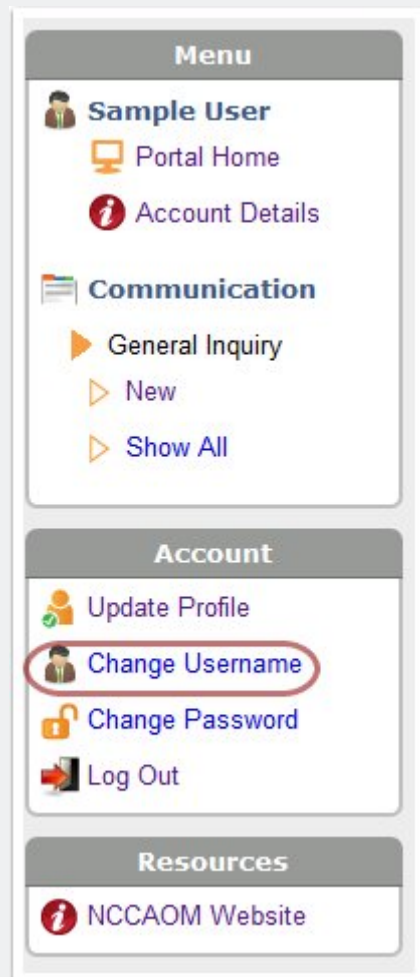 Menu
Sample User
Portal Home
Account Details
Communication
General Inquiry
New
Show All
Account
Update Profile
Change Username
Change Password
Log Out
Resources
NCCAOM Website